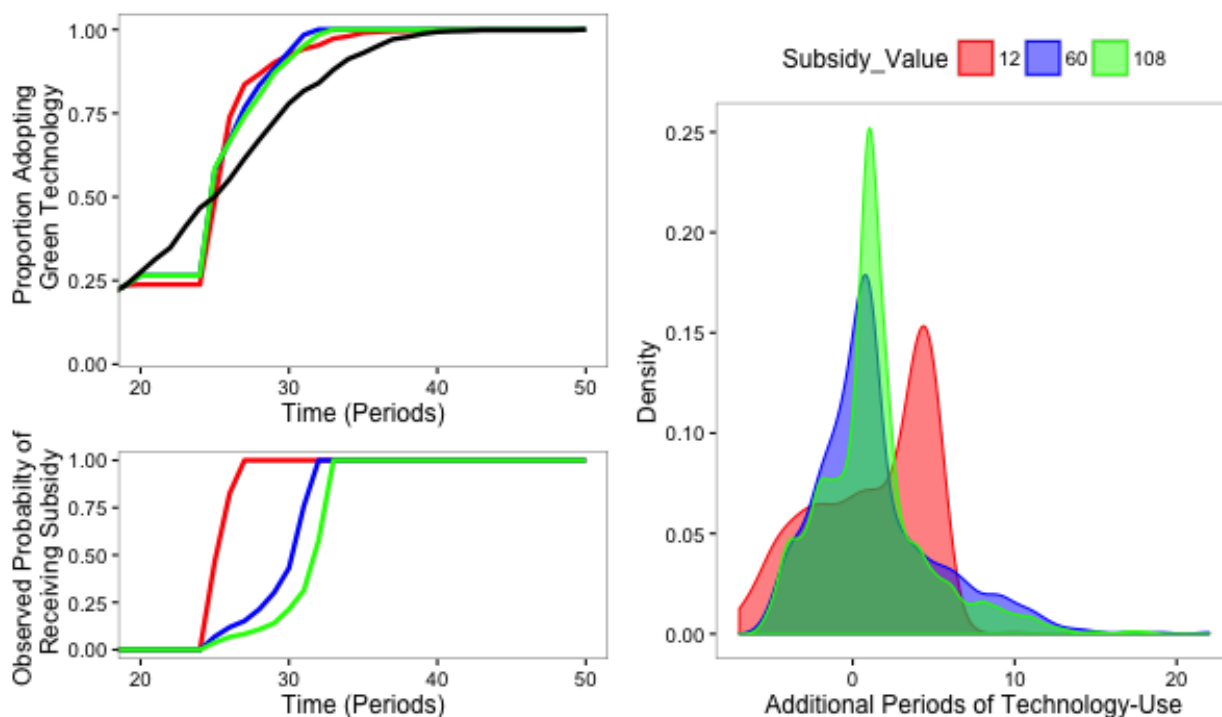 Proportion Adopting
Green Technology
1.00
0.75
0.50
0.25
0.00
20 30 40 50
Time (Periods)
Observed Probabilty of
Receiving Subsidy
1.00
0.75
0.50
0.25
0.00
20 30 40 50
Time (Periods)
Subsidy_Value 12 60 108
Density
0.25
0.20
0.15
0.10
0.05
0.00
0 10 20
Additional Periods of Technology-Use